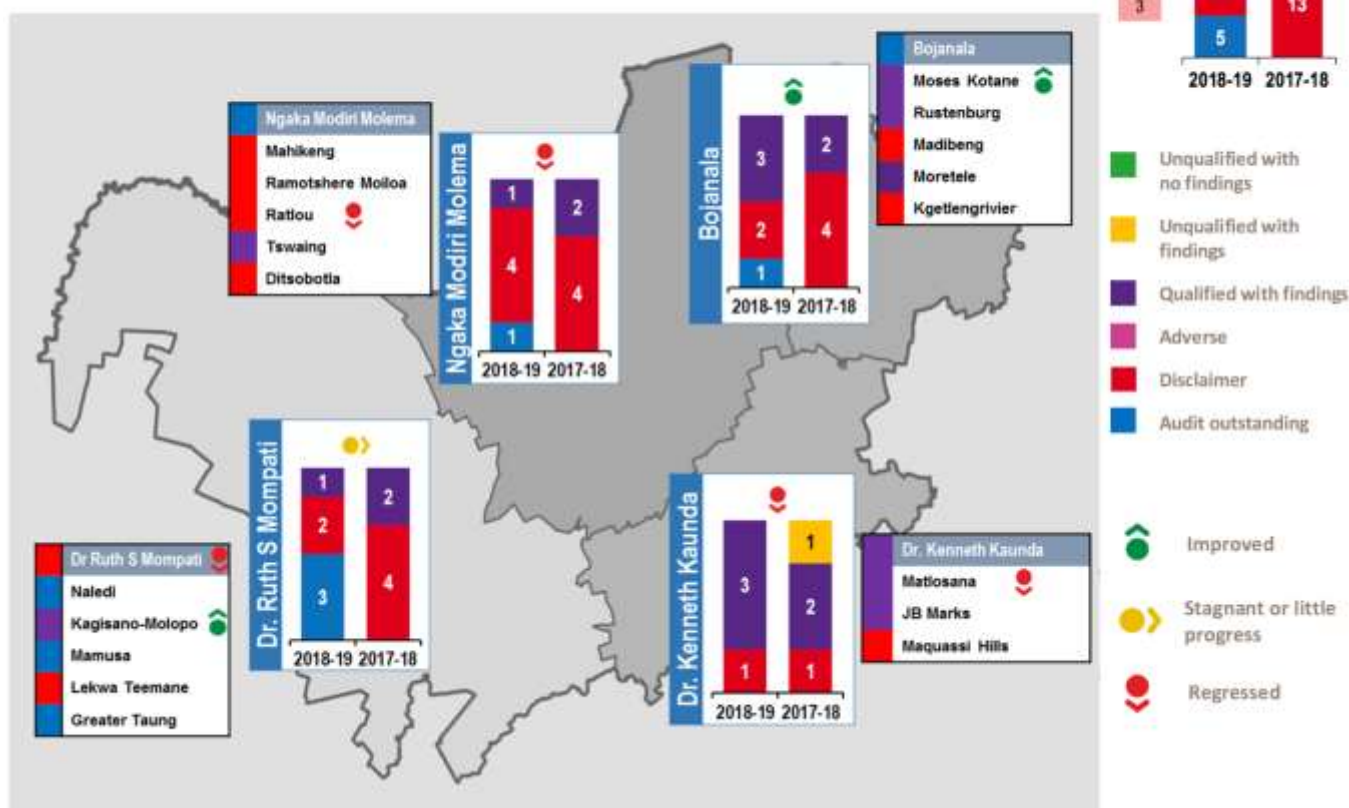 3
5
13
2018-19 2017-18
Ngaka Modiri Molema
Mahikeng
Ramotshere Moiloa
Ratlou
Tswaing
Ditsobotla
Ngaka Modiri Molema
1
4
1
2
4
2018-19 2017-18
Bojanala
3
2
1
2
4
2018-19 2017-18
Bojanala
Moses Kotane
Rustenburg
Madibeng
Moretele
Kgetlengrivier
Unqualified with
no findings
Unqualified with
findings
Qualified with findings
Adverse
Disclaimer
Audit outstanding
Dr Ruth S Mompati
Naledi
Kagisano-Molopo
Mamusa
Lekwa Teemane
Greater Taung
Dr. Ruth S Mompati
1
2
3
2
4
2018-19 2017-18
Dr. Kenneth Kaunda
3
1
1
2
1
2018-19 2017-18
Dr. Kenneth Kaunda
Matlosana
JB Marks
Maquassi Hills
Improved
Stagnant or little
progress
Regressed